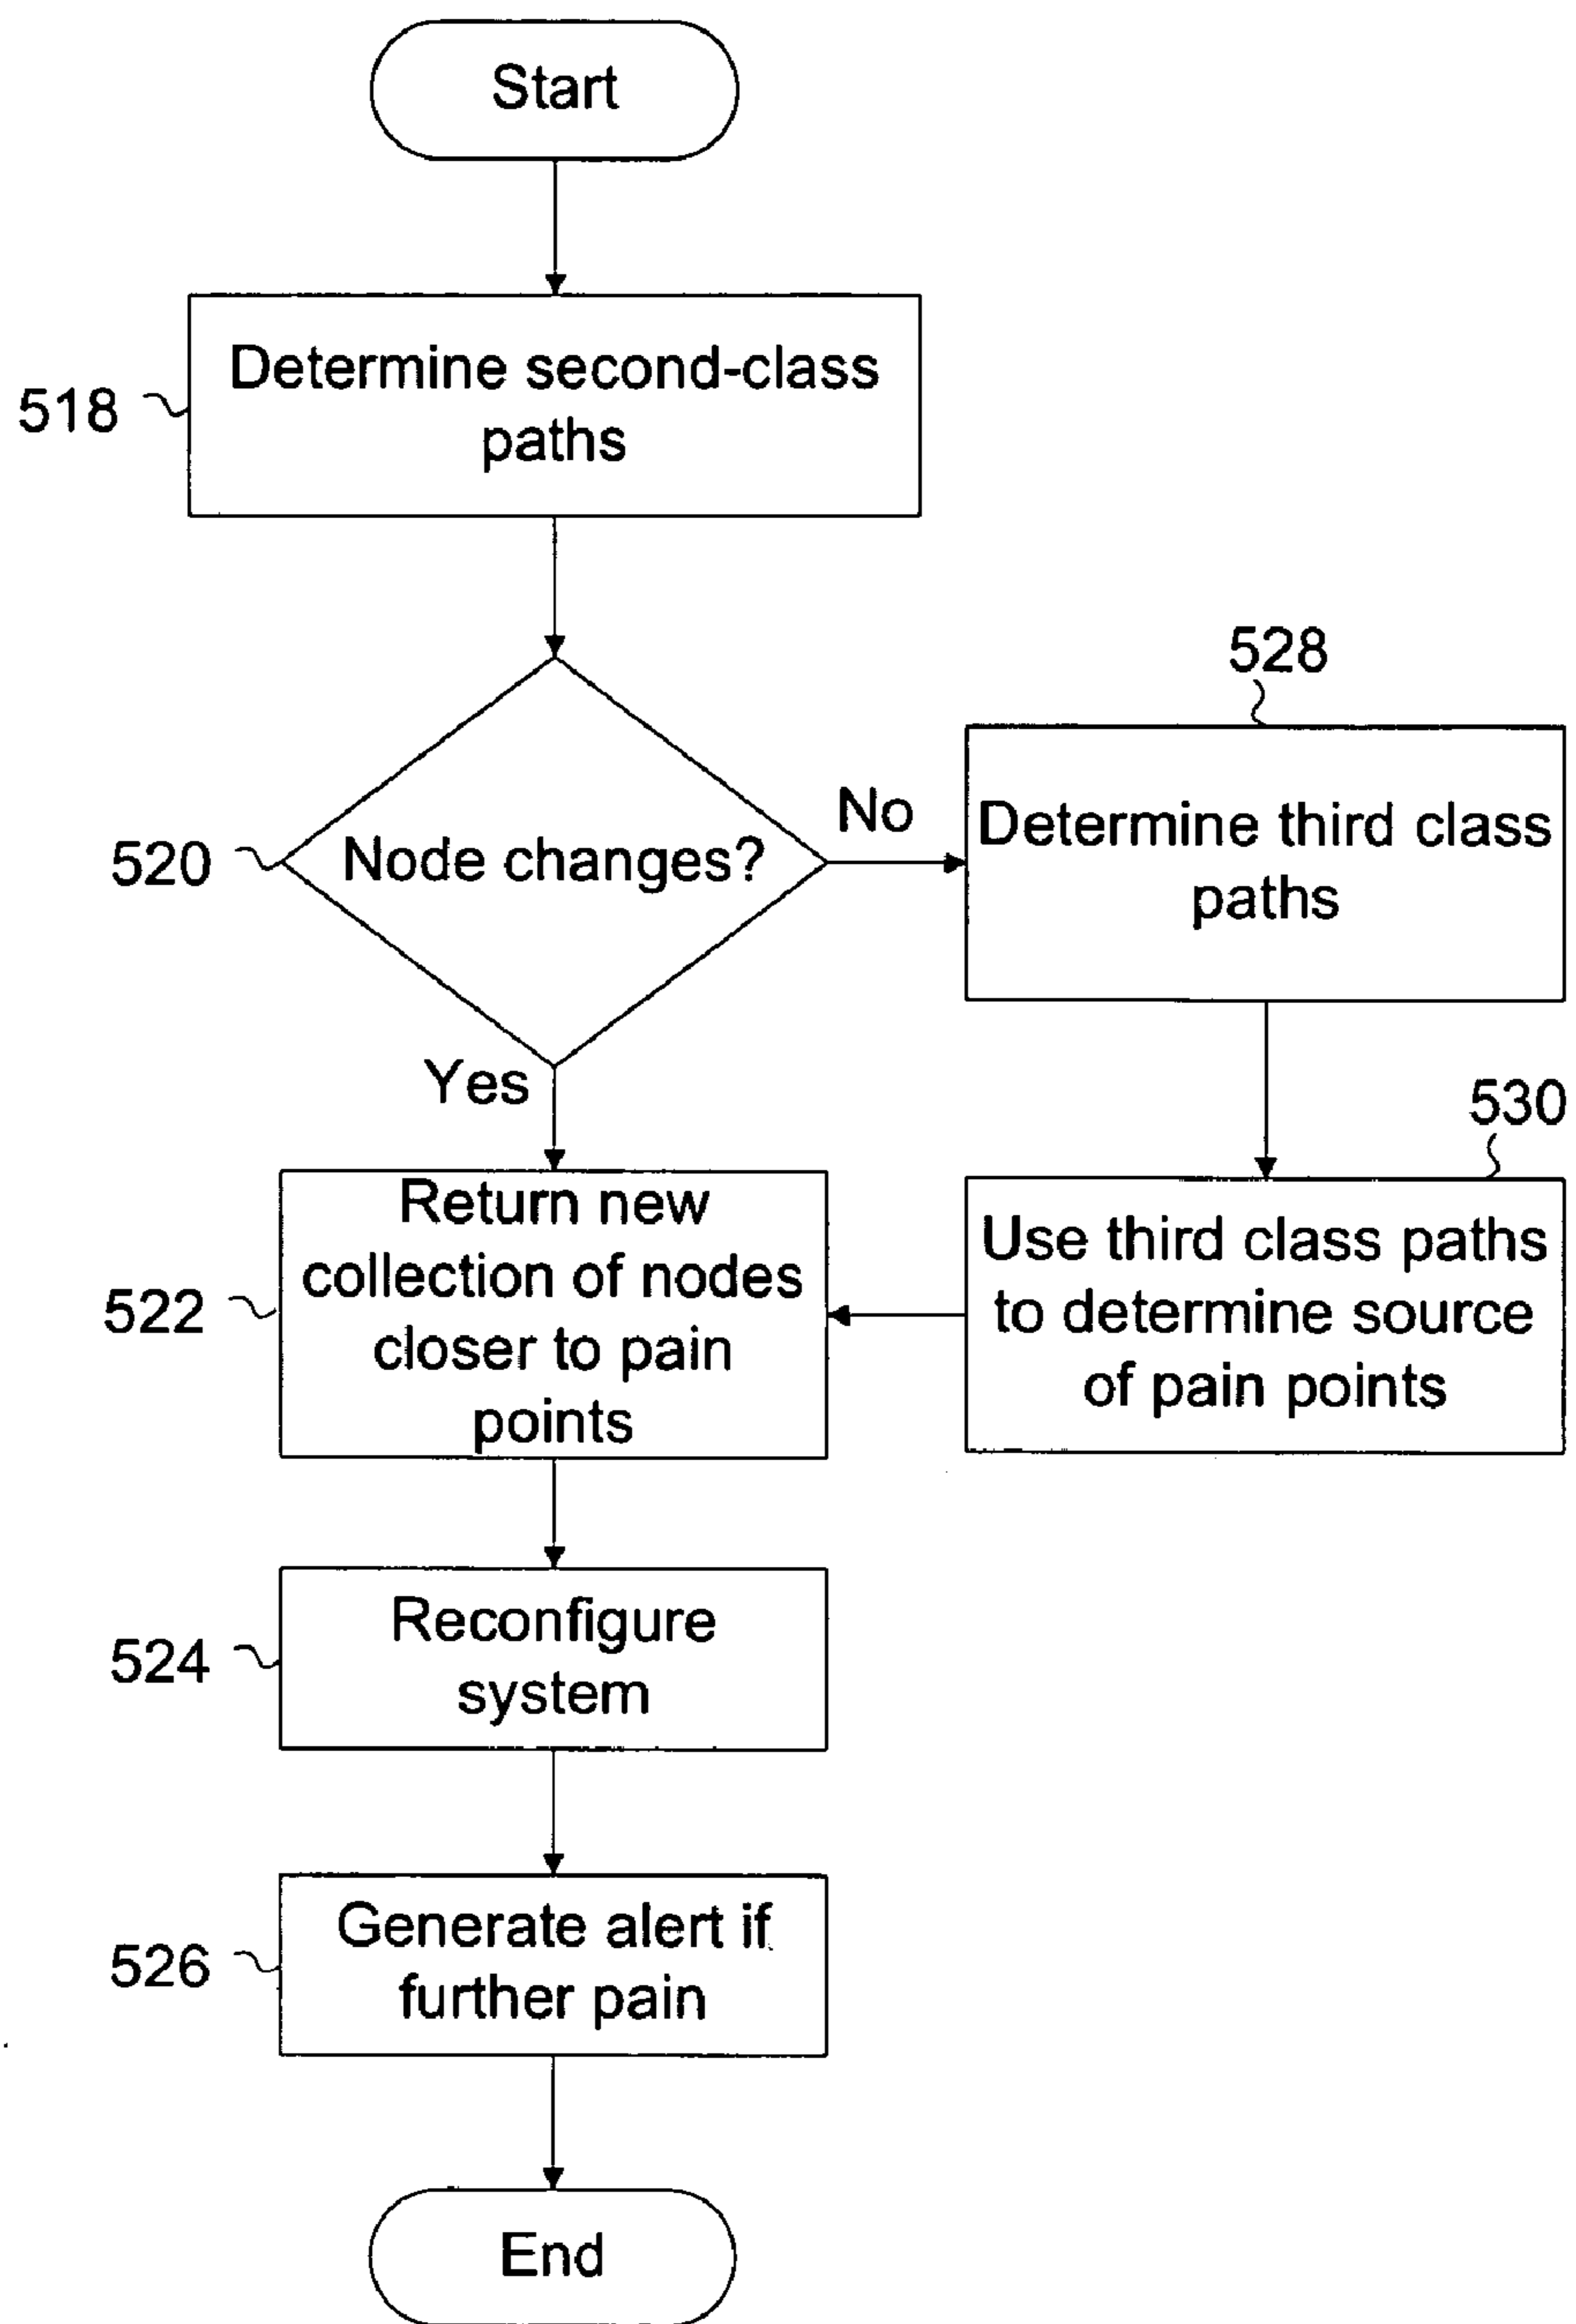 Start
518
Determine second-class
paths
520
Node changes?
No
528
Determine third class
paths
Yes
530
Use third class paths
to determine source
of pain points
522
Return new
collection of nodes
closer to pain
points
524
Reconfigure
system
526
Generate alert if
further pain
End